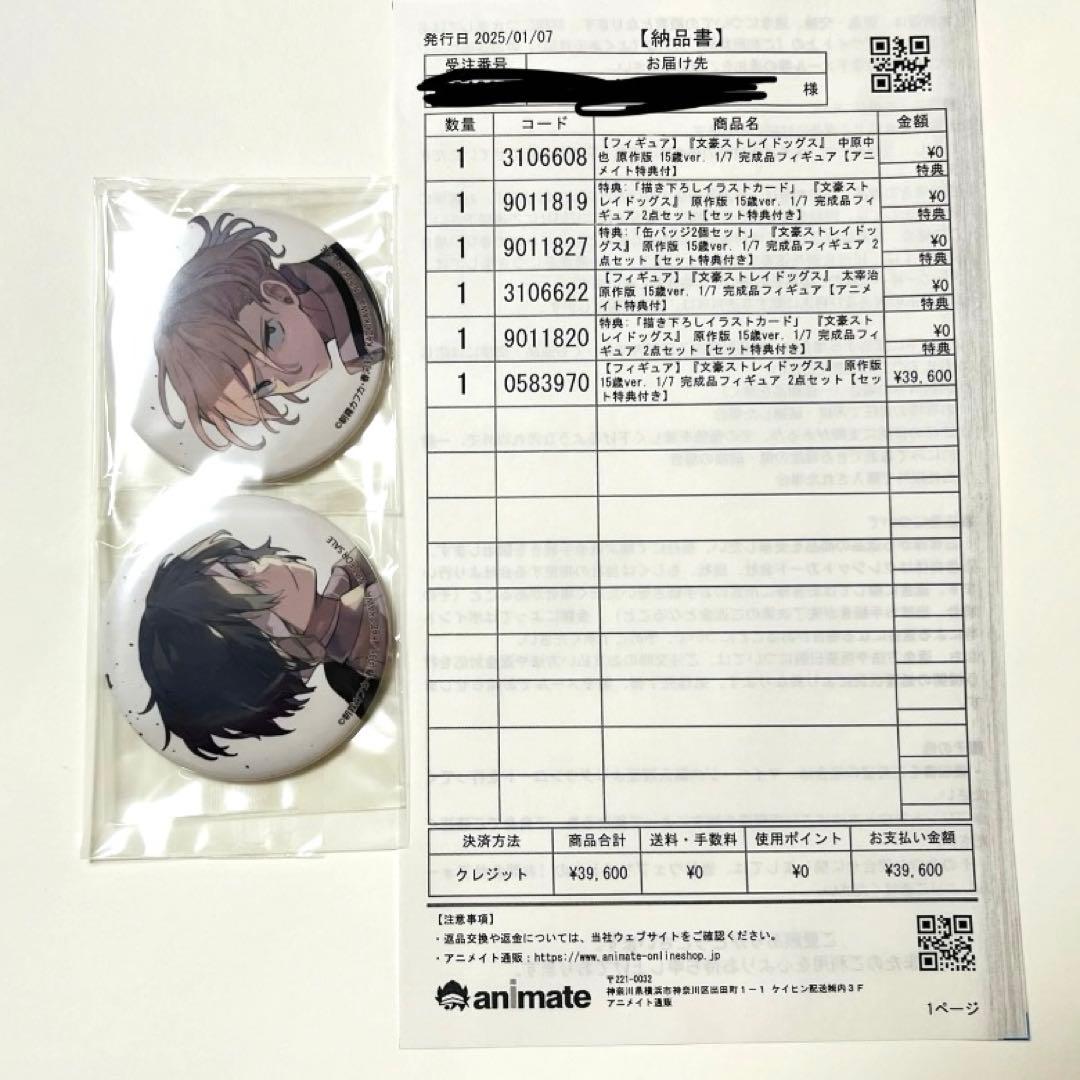 発行日 2025/01/07
【納品書】
受注番号
お届け先
様
数量 コード 商品名 金額
1 3106608 【フィギュア】『文豪ストレイドッグス』 中原中
也 原作版 15歳ver. 1/7 完成品フィギュア【アニ
メイト特典付】
¥0
特典
1 9011819 特典:「描き下ろしイラストカード」 『文豪スト
レイドッグス』 原作版 15歳ver. 1/7 完成品フィ
ギュア 2点セット【セット特典付き】
¥0
特典
1 9011827 特典:「缶バッジ2個セット」 『文豪ストレイドッ
グス』 原作版 15歳ver. 1/7 完成品フィギュア 2
点セット【セット特典付き】
¥0
特典
1 3106622 【フィギュア】『文豪ストレイドッグス』 太宰治
原作版 15歳ver. 1/7 完成品フィギュア【アニメ
イト特典付】
¥0
特典
1 9011820 特典:「描き下ろしイラストカード」 『文豪スト
レイドッグス』 原作版 15歳ver. 1/7 完成品フィ
ギュア 2点セット【セット特典付き】
¥0
特典
1 0583970 【フィギュア】『文豪ストレイドッグス』 原作版
15歳ver. 1/7 完成品フィギュア 2点セット【セッ
ト特典付き】
¥39,600
決済方法 商品合計 送料・手数料 使用ポイント お支払い金額
クレジット ¥39,600 ¥0 ¥0 ¥39,600
【注意事項】
・返品交換や返金については、当社ウェブサイトをご確認ください。
・アニメイト通販:https://www.animate-onlineshop.jp
animate
〒221-0032
神奈川県横浜市神奈川区出田町1-1 ケイヒン配送㈱内3F
アニメイト通販
1ページ
©朝霧カフカ・春河
FOR SALE